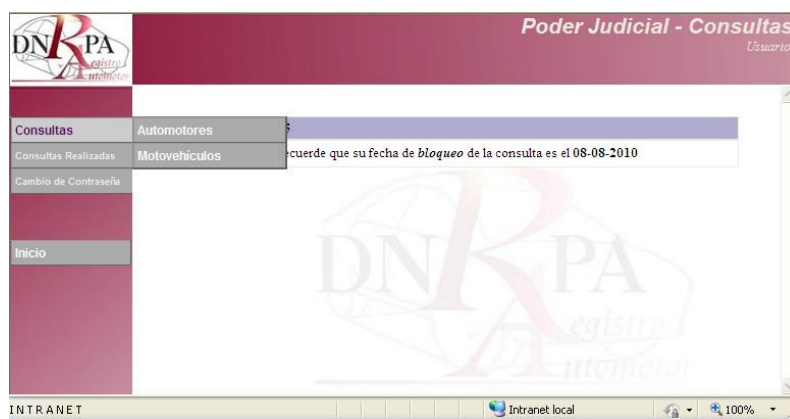 DNRPA
Registro
Automotor
Poder Judicial - Consultas
Usuario
Consultas
Automotores
Consultas Realizadas
Motovehículos
ecuerde que su fecha de bloqueo de la consulta es el 08-08-2010
Cambio de Contraseña
Inicio
DNRPA
Registro
Automotor
INTRANET
Intranet local
100%